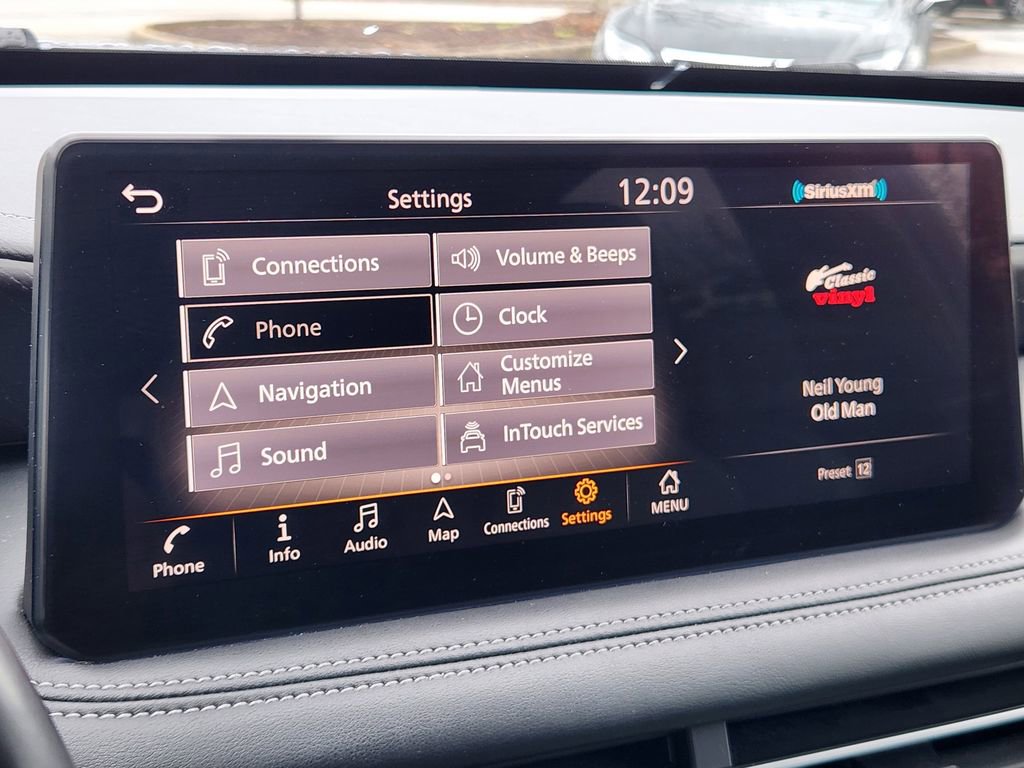 Settings
12:09
SiriusXM
Connections
Volume & Beeps
Phone
Clock
Navigation
Customize
Menus
Sound
InTouch Services
Classic
vinyl
Neil Young
Old Man
Preset 12
Phone
Info
Audio
Map
Connections
Settings
MENU